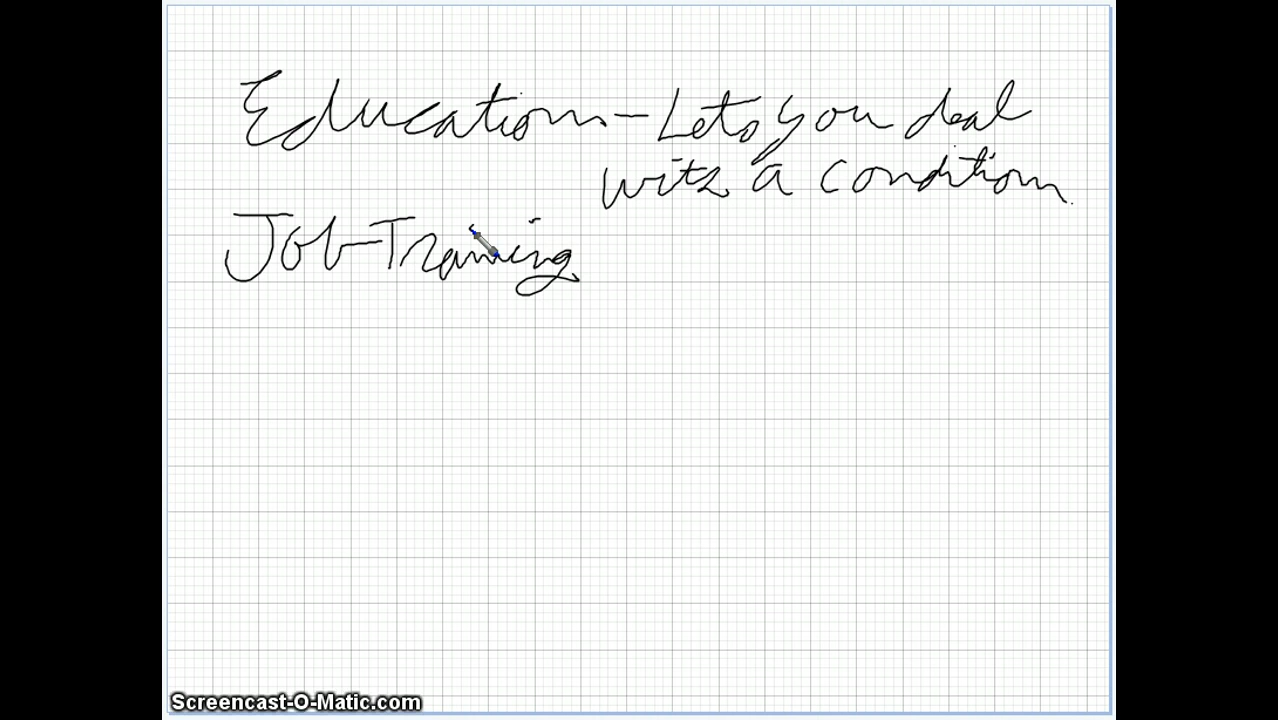 Education - Lets you deal
with a condition.
Job-Training
Screencast-O-Matic.com